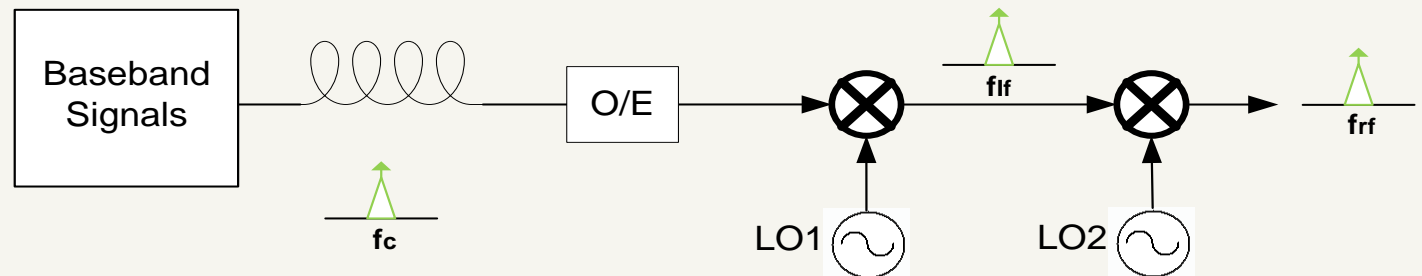 Baseband
Signals
O/E
fc
fIf
frf
LO1
LO2